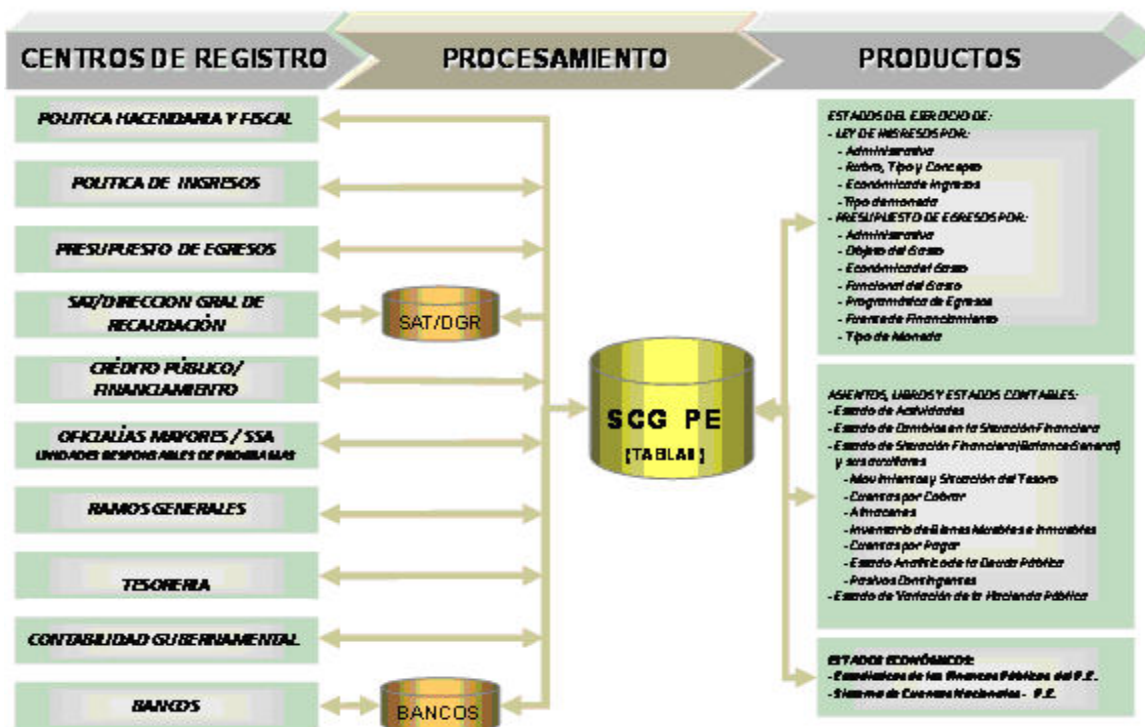 CENTROS DE REGISTRO
PROCESAMIENTO
PRODUCTOS
POLITICA HACENDARIA Y FISCAL
POLITICA DE INGRESOS
PRESUPUESTO DE EGRESOS
SAT/DIRECCION GRAL DE
RECAUDACIÓN
CRÉDITO PÚBLICO/
FINANCIAMIENTO
OFICIALÍAS MAYORES / SSA
UNIDADES RESPONSABLES DE PROGRAMAS
RAMOS GENERALES
TESORERIA
CONTABILIDAD GUBERNAMENTAL
BANCOS
SAT/DGR
BANCOS
SCG PE
(TABLAS)
ESTADOS DEL EJERCICIO DE:
- LEY DE INGRESOS POR:
- Administrativa
- Rubro, Tipo y Concepto
- Económica de Ingresos
- Tipo de moneda
- PRESUPUESTO DE EGRESOS POR:
- Administrativa
- Objeto del Gasto
- Económica del Gasto
- Funcional del Gasto
- Programática de Egresos
- Fuente de Financiamiento
- Tipo de Moneda
ASIENTOS, LIBROS Y ESTADOS CONTABLES:
- Estado de Actividades
- Estado de Cambios en la Situación Financiera
- Estado de Situación Financiera (Balance General)
y sus auxiliares
- Movimientos y Situación del Tesoro
- Cuentas por Cobrar
- Almacenes
- Inventario de Bienes Muebles e Inmuebles
- Cuentas por Pagar
- Estado Analítico de la Deuda Pública
- Pasivos Contingentes
- Estado de Variación de la Hacienda Pública
ESTADOS ECONÓMICOS:
- Estadísticas de las Finanzas Públicas del P.E.
- Sistema de Cuentas Nacionales - P.E.